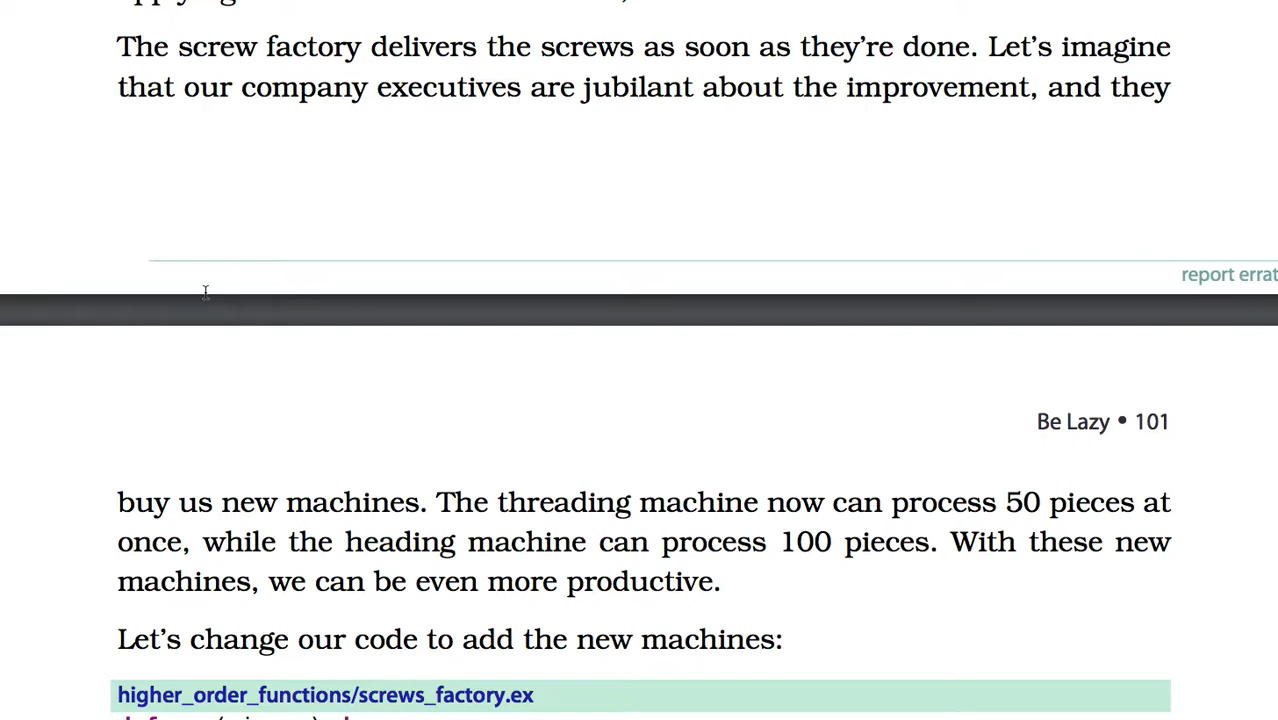 The screw factory delivers the screws as soon as they’re done. Let’s imagine
that our company executives are jubilant about the improvement, and they
report errat
Be Lazy • 101
buy us new machines. The threading machine now can process 50 pieces at
once, while the heading machine can process 100 pieces. With these new
machines, we can be even more productive.
Let’s change our code to add the new machines:
higher_order_functions/screws_factory.ex